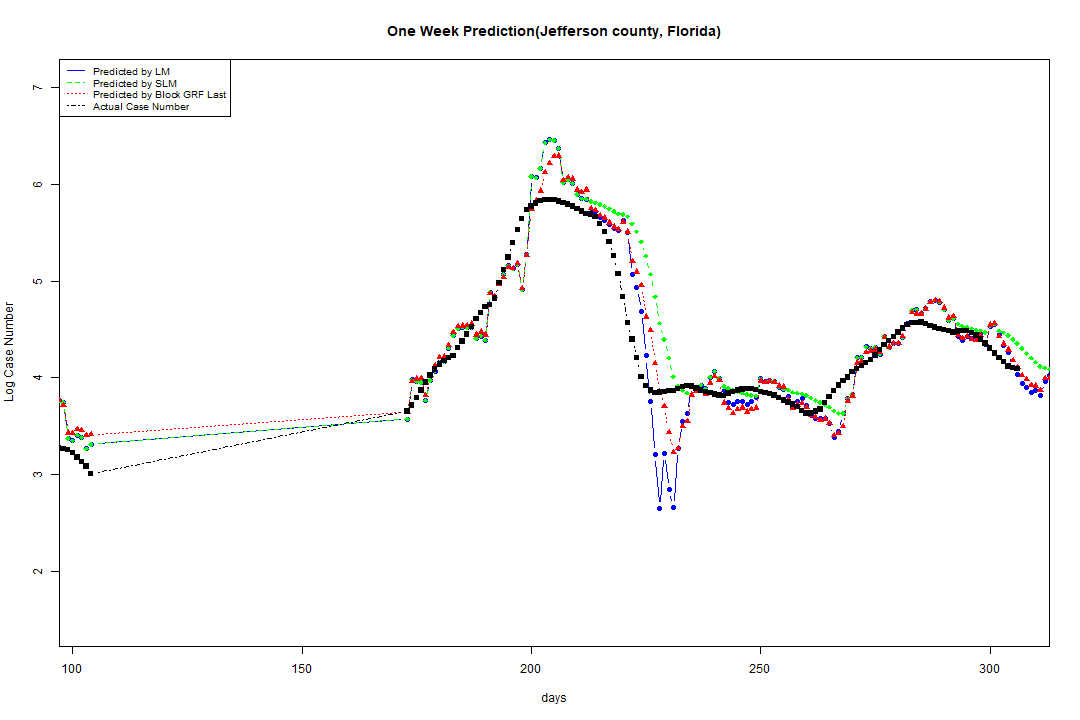 One Week Prediction(Jefferson county, Florida)
Predicted by LM
Predicted by SLM
Predicted by Block GRF Last
Actual Case Number
7
6
5
4
3
2
Log Case Number
100 150 200 250 300
days